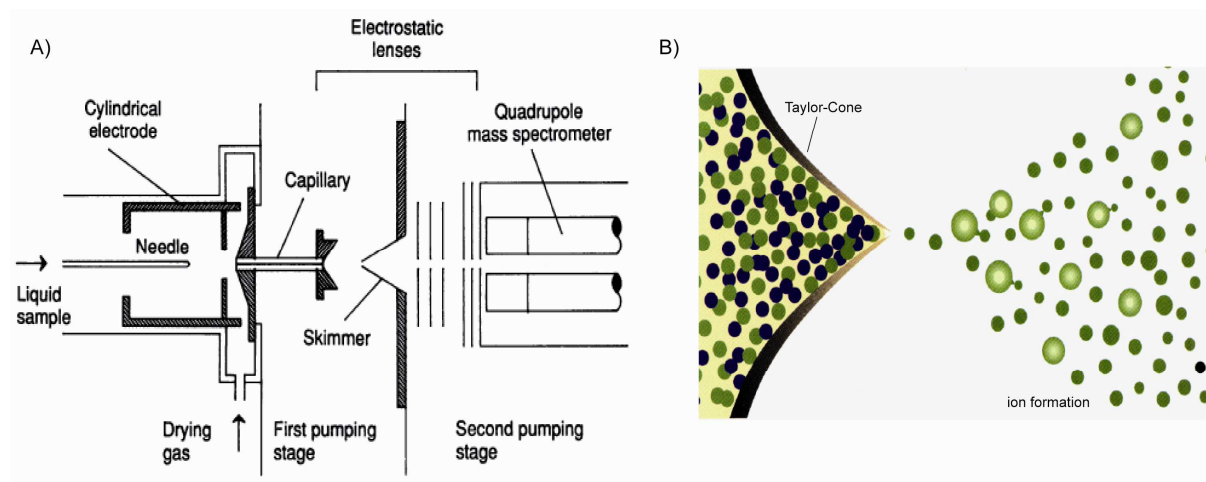 A)
Electrostatic
lenses
Cylindrical
electrode
Quadrupole
mass spectrometer
Capillary
Needle
Liquid
sample
Skimmer
Drying
gas
First pumping
stage
Second pumping
stage
B)
Taylor-Cone
ion formation